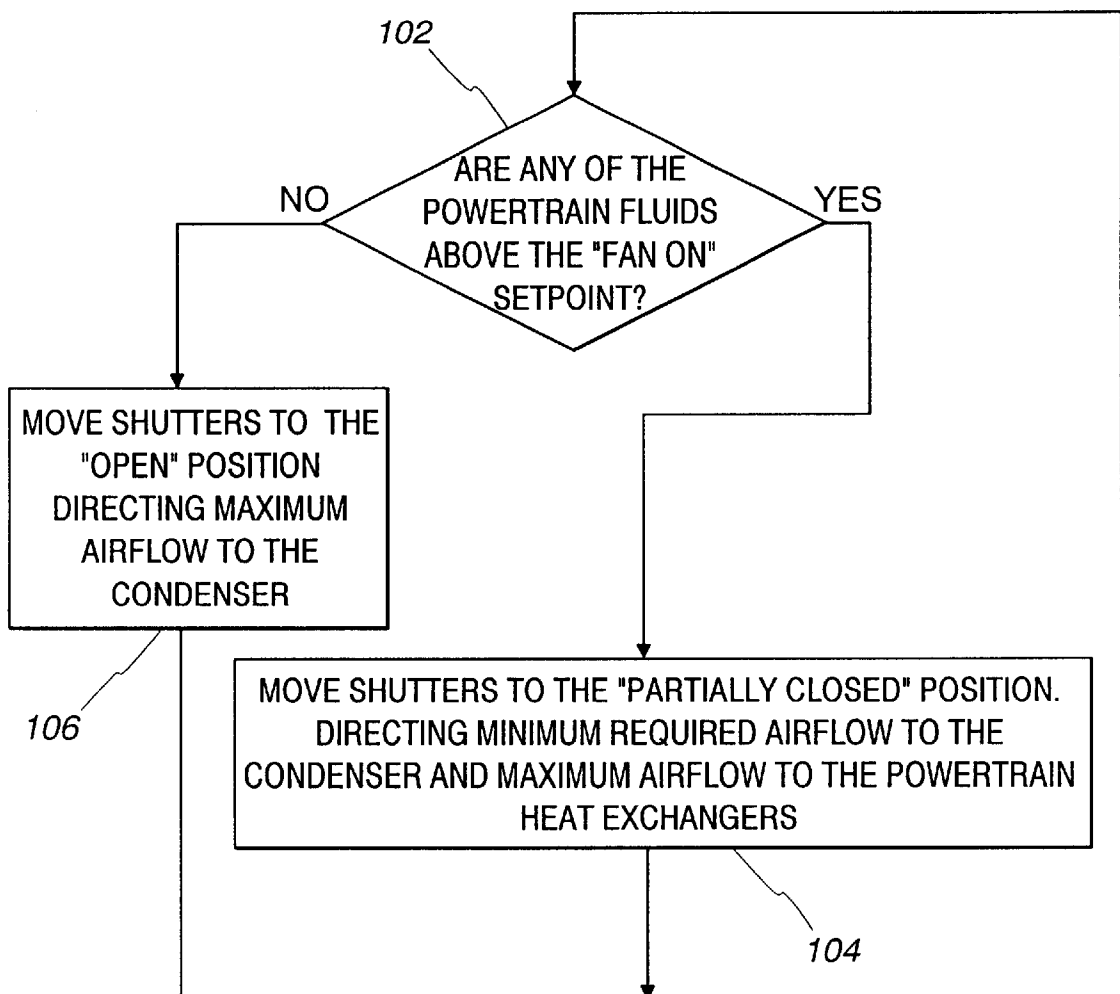 102
ARE ANY OF THE
POWERTRAIN FLUIDS
ABOVE THE "FAN ON"
SETPOINT?
NO
YES
MOVE SHUTTERS TO THE
"OPEN" POSITION
DIRECTING MAXIMUM
AIRFLOW TO THE
CONDENSER
106
MOVE SHUTTERS TO THE "PARTIALLY CLOSED" POSITION.
DIRECTING MINIMUM REQUIRED AIRFLOW TO THE
CONDENSER AND MAXIMUM AIRFLOW TO THE POWERTRAIN
HEAT EXCHANGERS
104